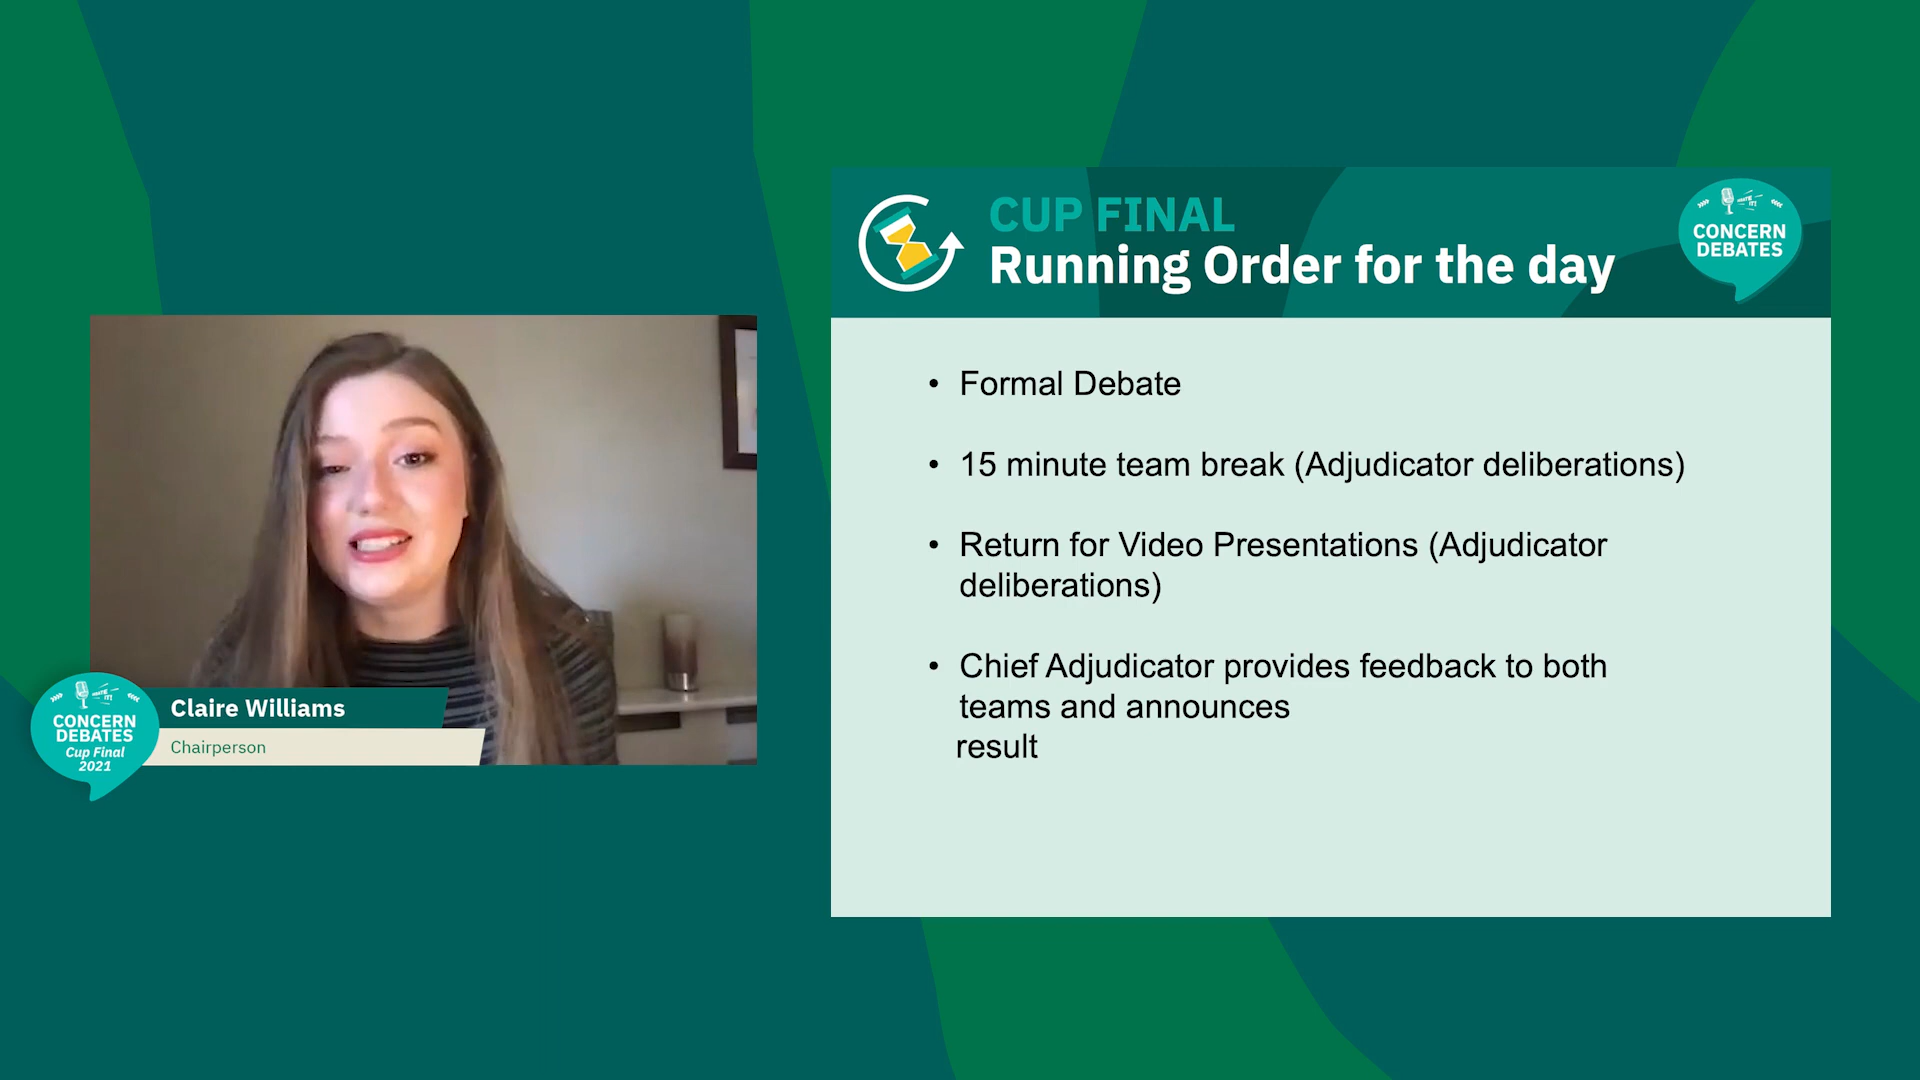 CUP FINAL
Running Order for the day
CONCERN
DEBATES
• Formal Debate
• 15 minute team break (Adjudicator deliberations)
• Return for Video Presentations (Adjudicator
deliberations)
• Chief Adjudicator provides feedback to both
teams and announces
result
Claire Williams
Chairperson
CONCERN
DEBATES
Cup Final
2021